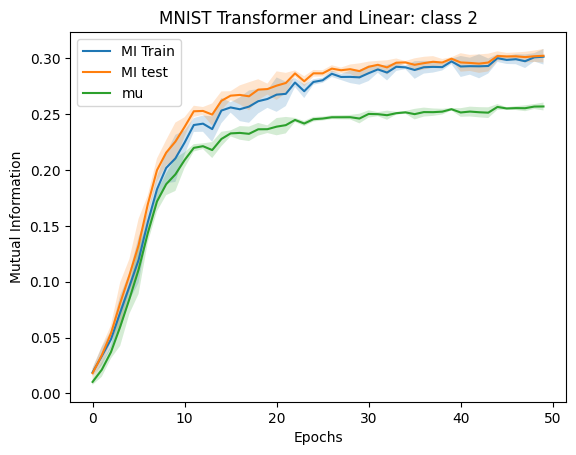 MNIST Transformer and Linear: class 2
MI Train
MI test
mu
Mutual Information
0.30
0.25
0.20
0.15
0.10
0.05
0.00
0 10 20 30 40 50
Epochs